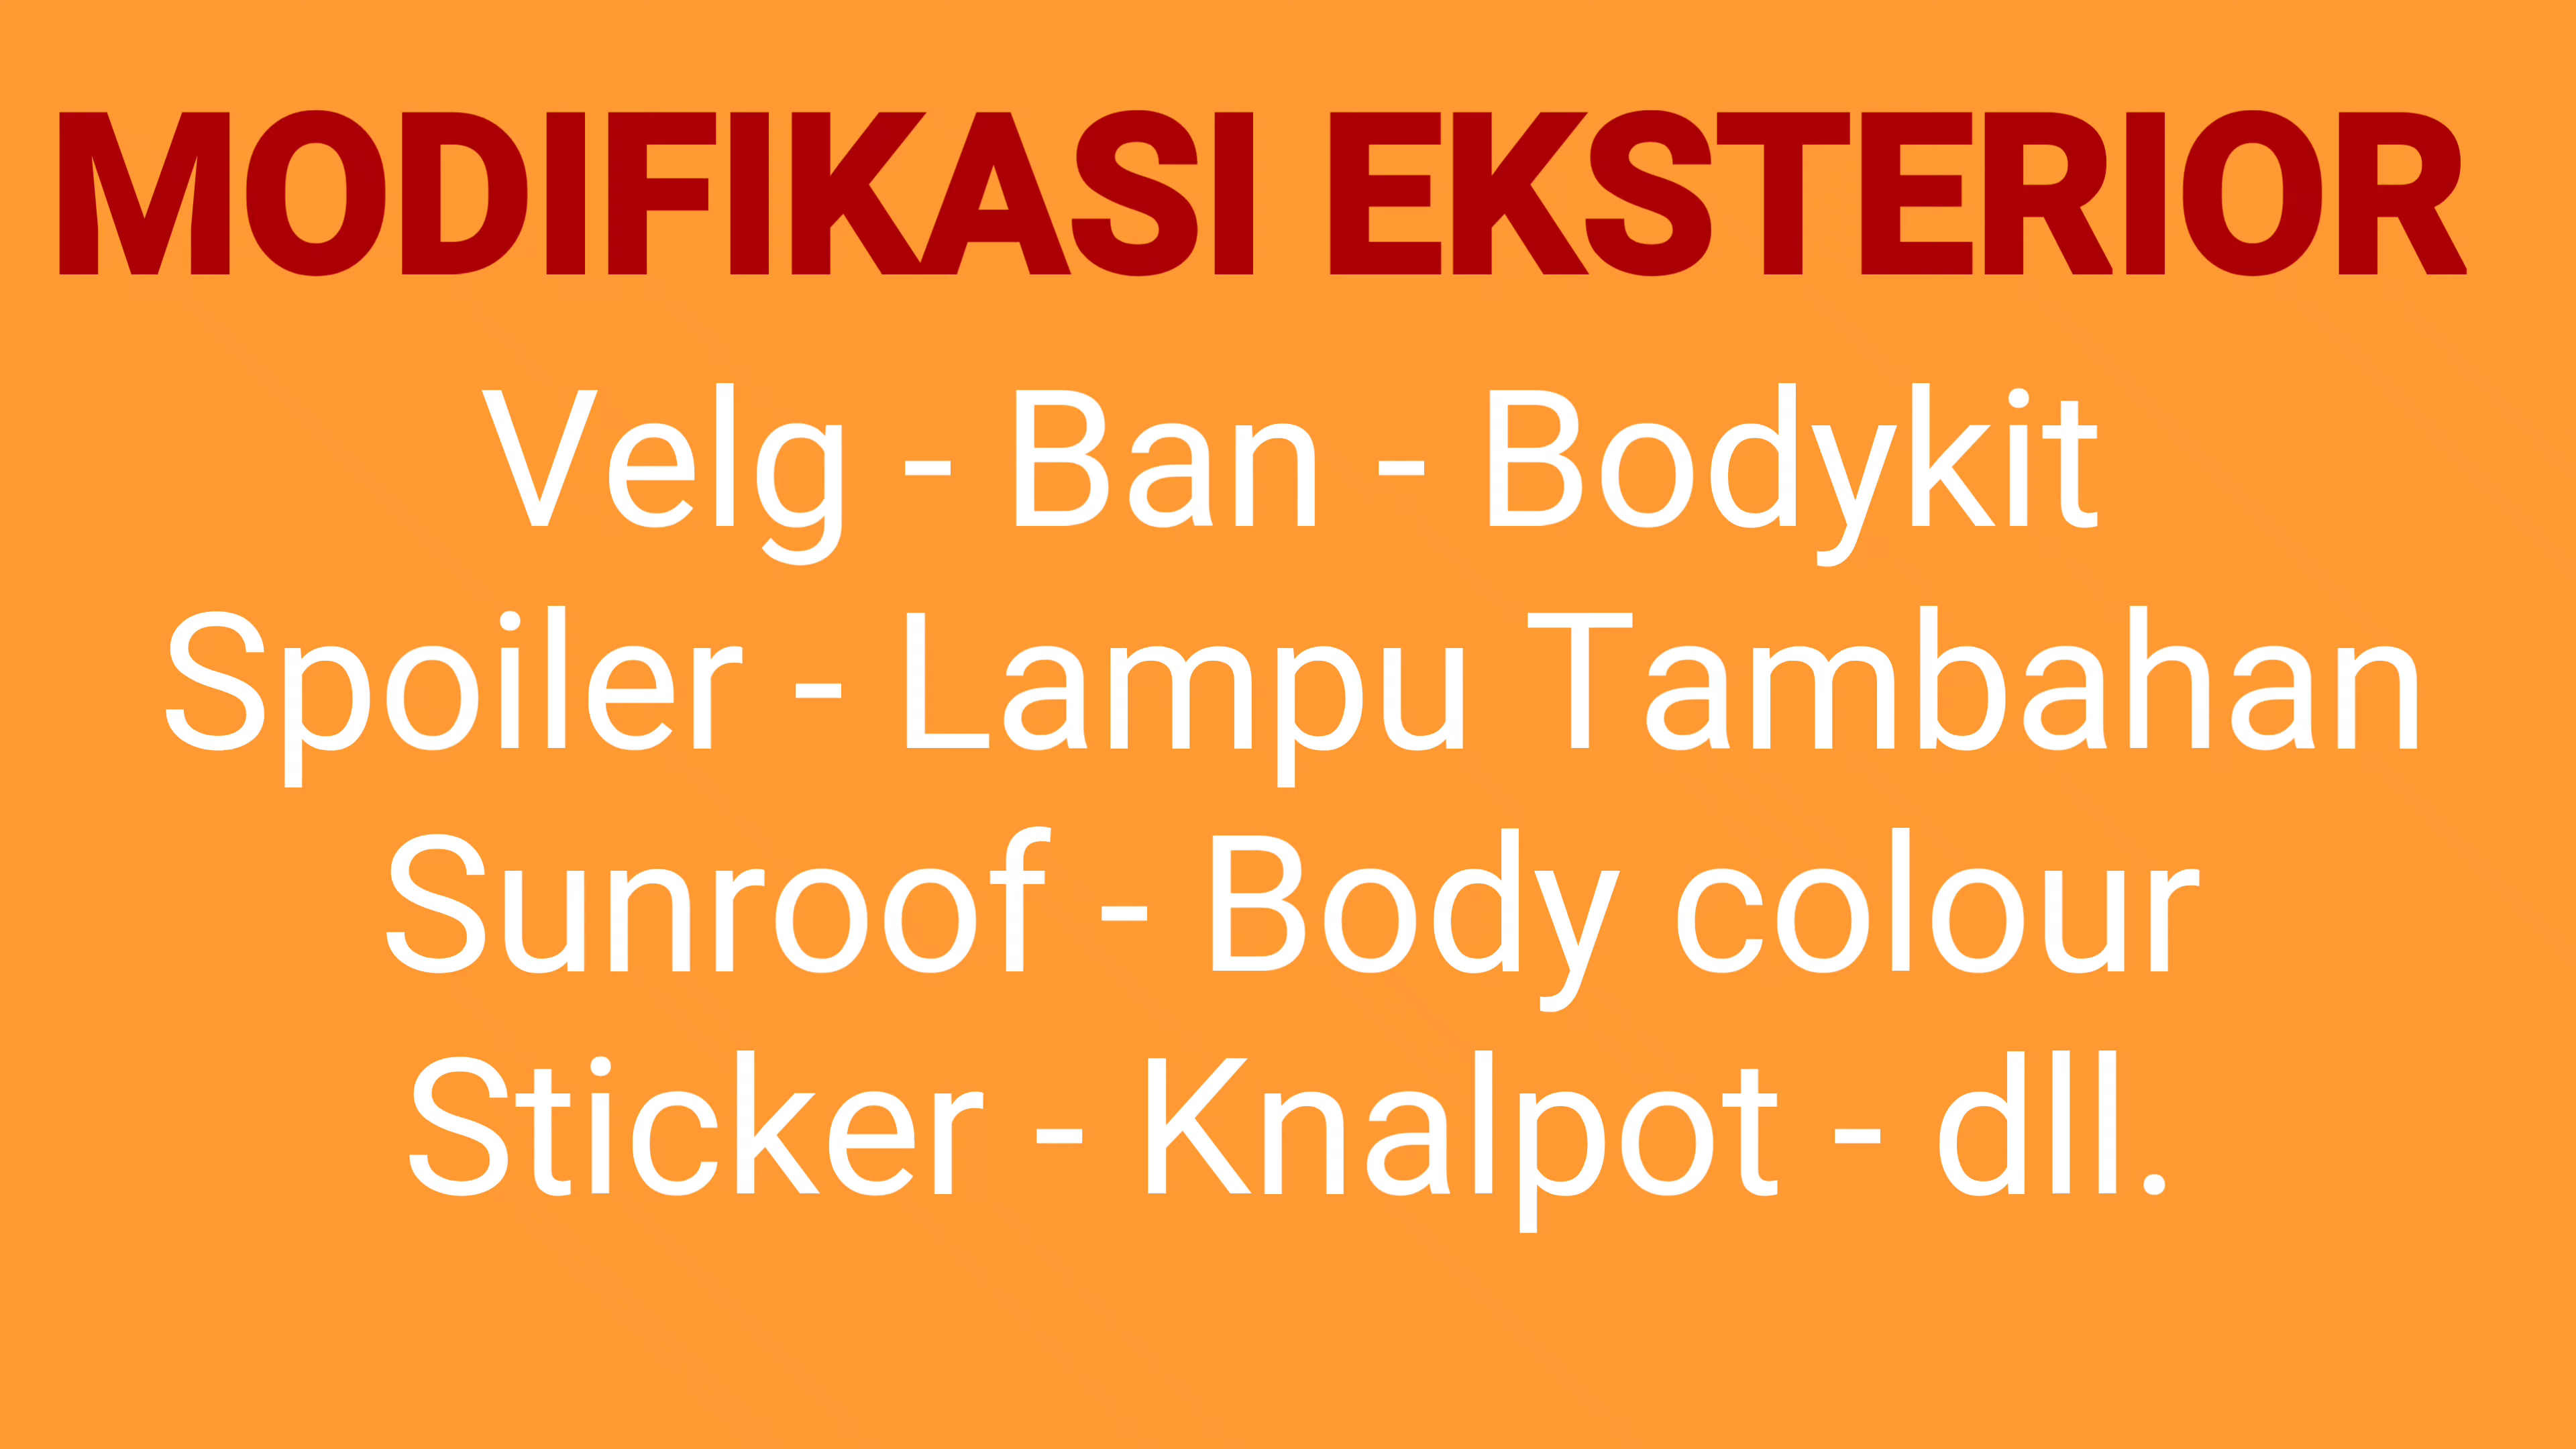 MODIFIKASI EKSTERIOR
Velg - Ban - Bodykit
Spoiler - Lampu Tambahan
Sunroof - Body colour
Sticker - Knalpot - dll.